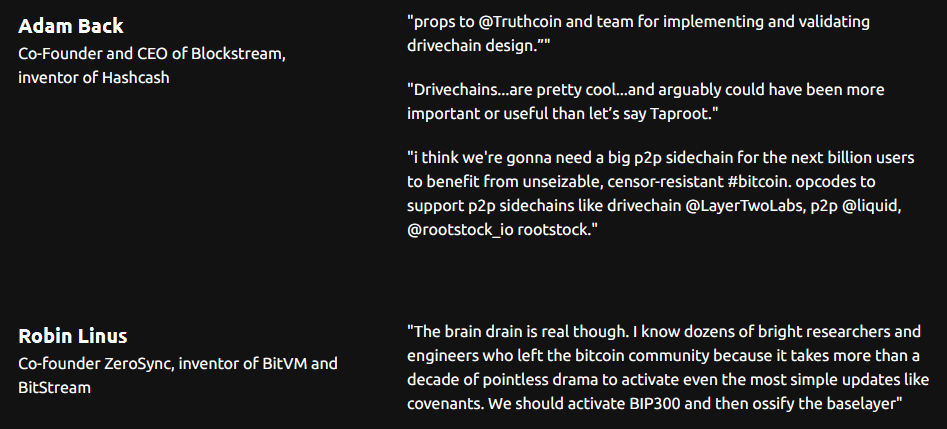 Adam Back
Co-Founder and CEO of Blockstream,
inventor of Hashcash
"props to @Truthcoin and team for implementing and validating
drivechain design.”"
"Drivechains...are pretty cool...and arguably could have been more
important or useful than let’s say Taproot."
"i think we're gonna need a big p2p sidechain for the next billion users
to benefit from unseizable, censor-resistant #bitcoin. opcodes to
support p2p sidechains like drivechain @LayerTwoLabs, p2p @liquid,
@rootstock_io rootstock."
Robin Linus
Co-founder ZeroSync, inventor of BitVM and
BitStream
"The brain drain is real though. I know dozens of bright researchers and
engineers who left the bitcoin community because it takes more than a
decade of pointless drama to activate even the most simple updates like
covenants. We should activate BIP300 and then ossify the baselayer"